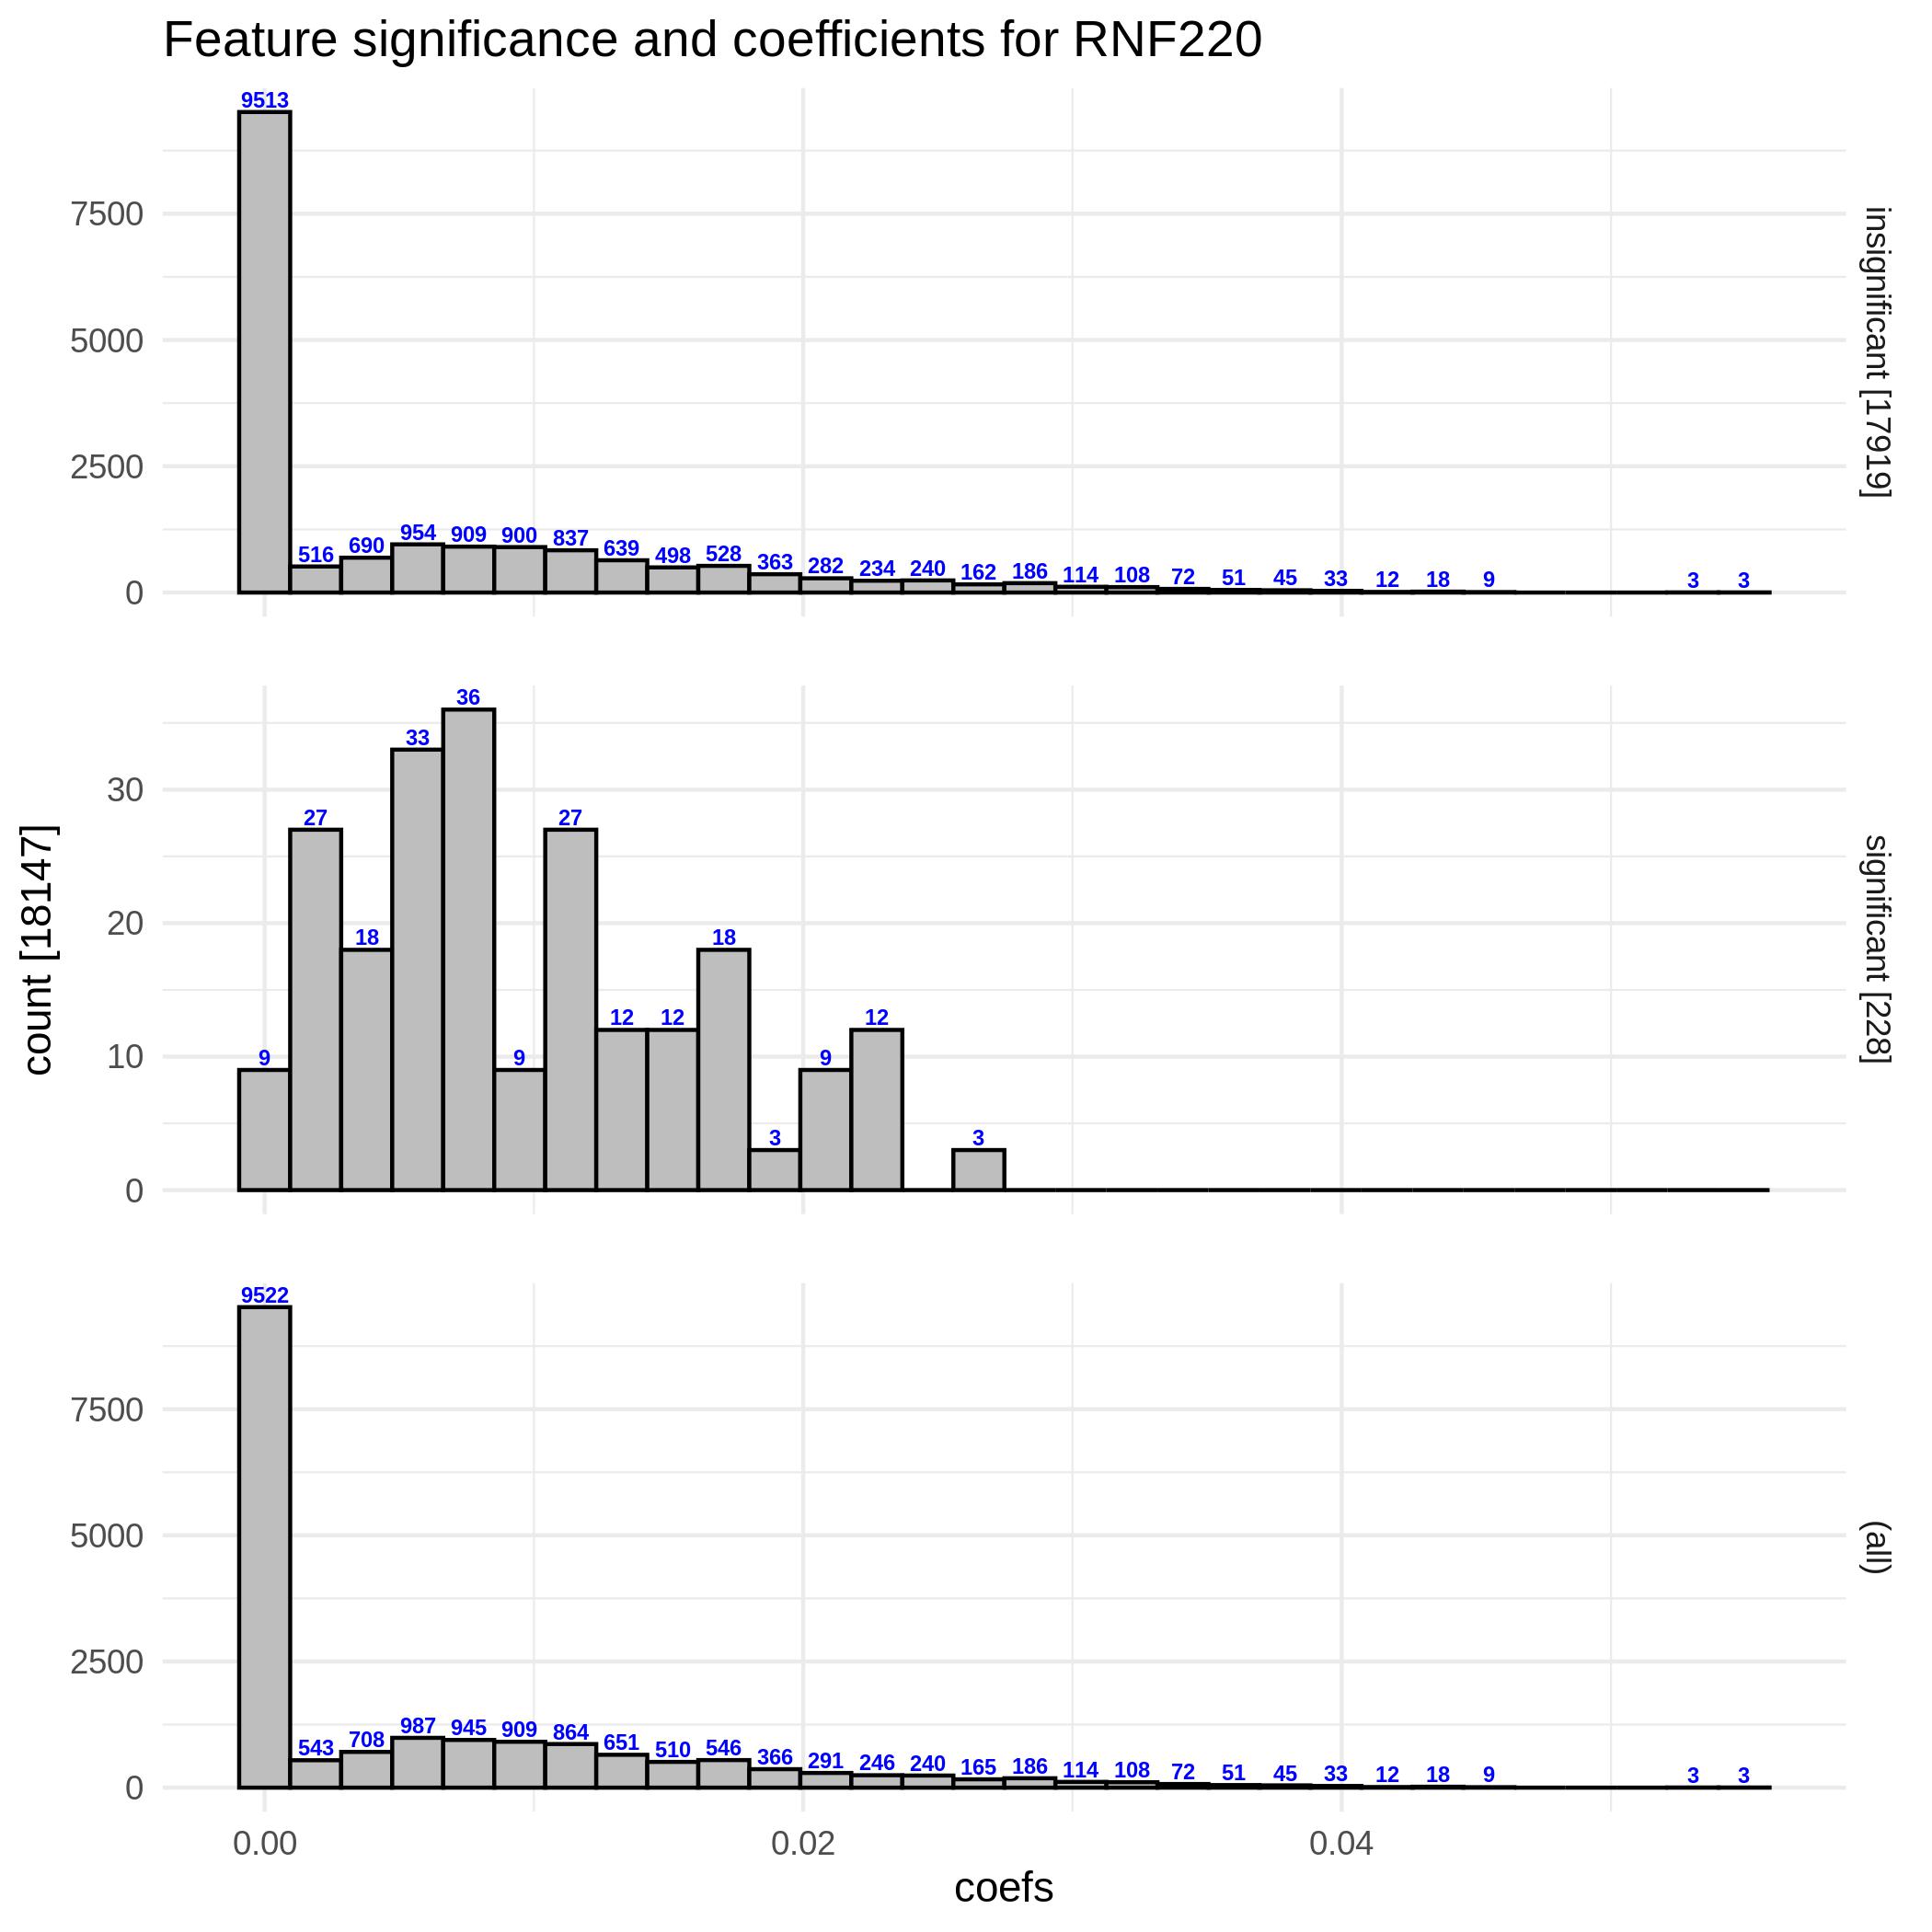 Feature significance and coefficients for RNF220
9513
516 690 954 909 900 837 639 498 528 363 282 234 240 162 186 114 108 72 51 45 33 12 18 9 3 3
7500
5000
2500
0
insignificant [17919]
36
33
27 27
18 18
12 12 12
9 9 9
3 3
30
20
10
0
significant [228]
count [18147]
9522
543 708 987 945 909 864 651 510 546 366 291 246 240 165 186 114 108 72 51 45 33 12 18 9 3 3
7500
5000
2500
0
(all)
0.00 0.02 0.04
coefs